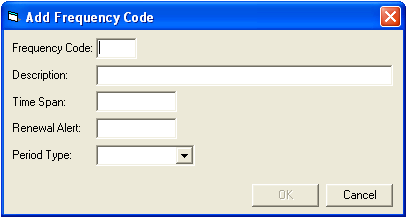 Add Frequency Code
Frequency Code:
Description:
Time Span:
Renewal Alert:
Period Type:
OK Cancel